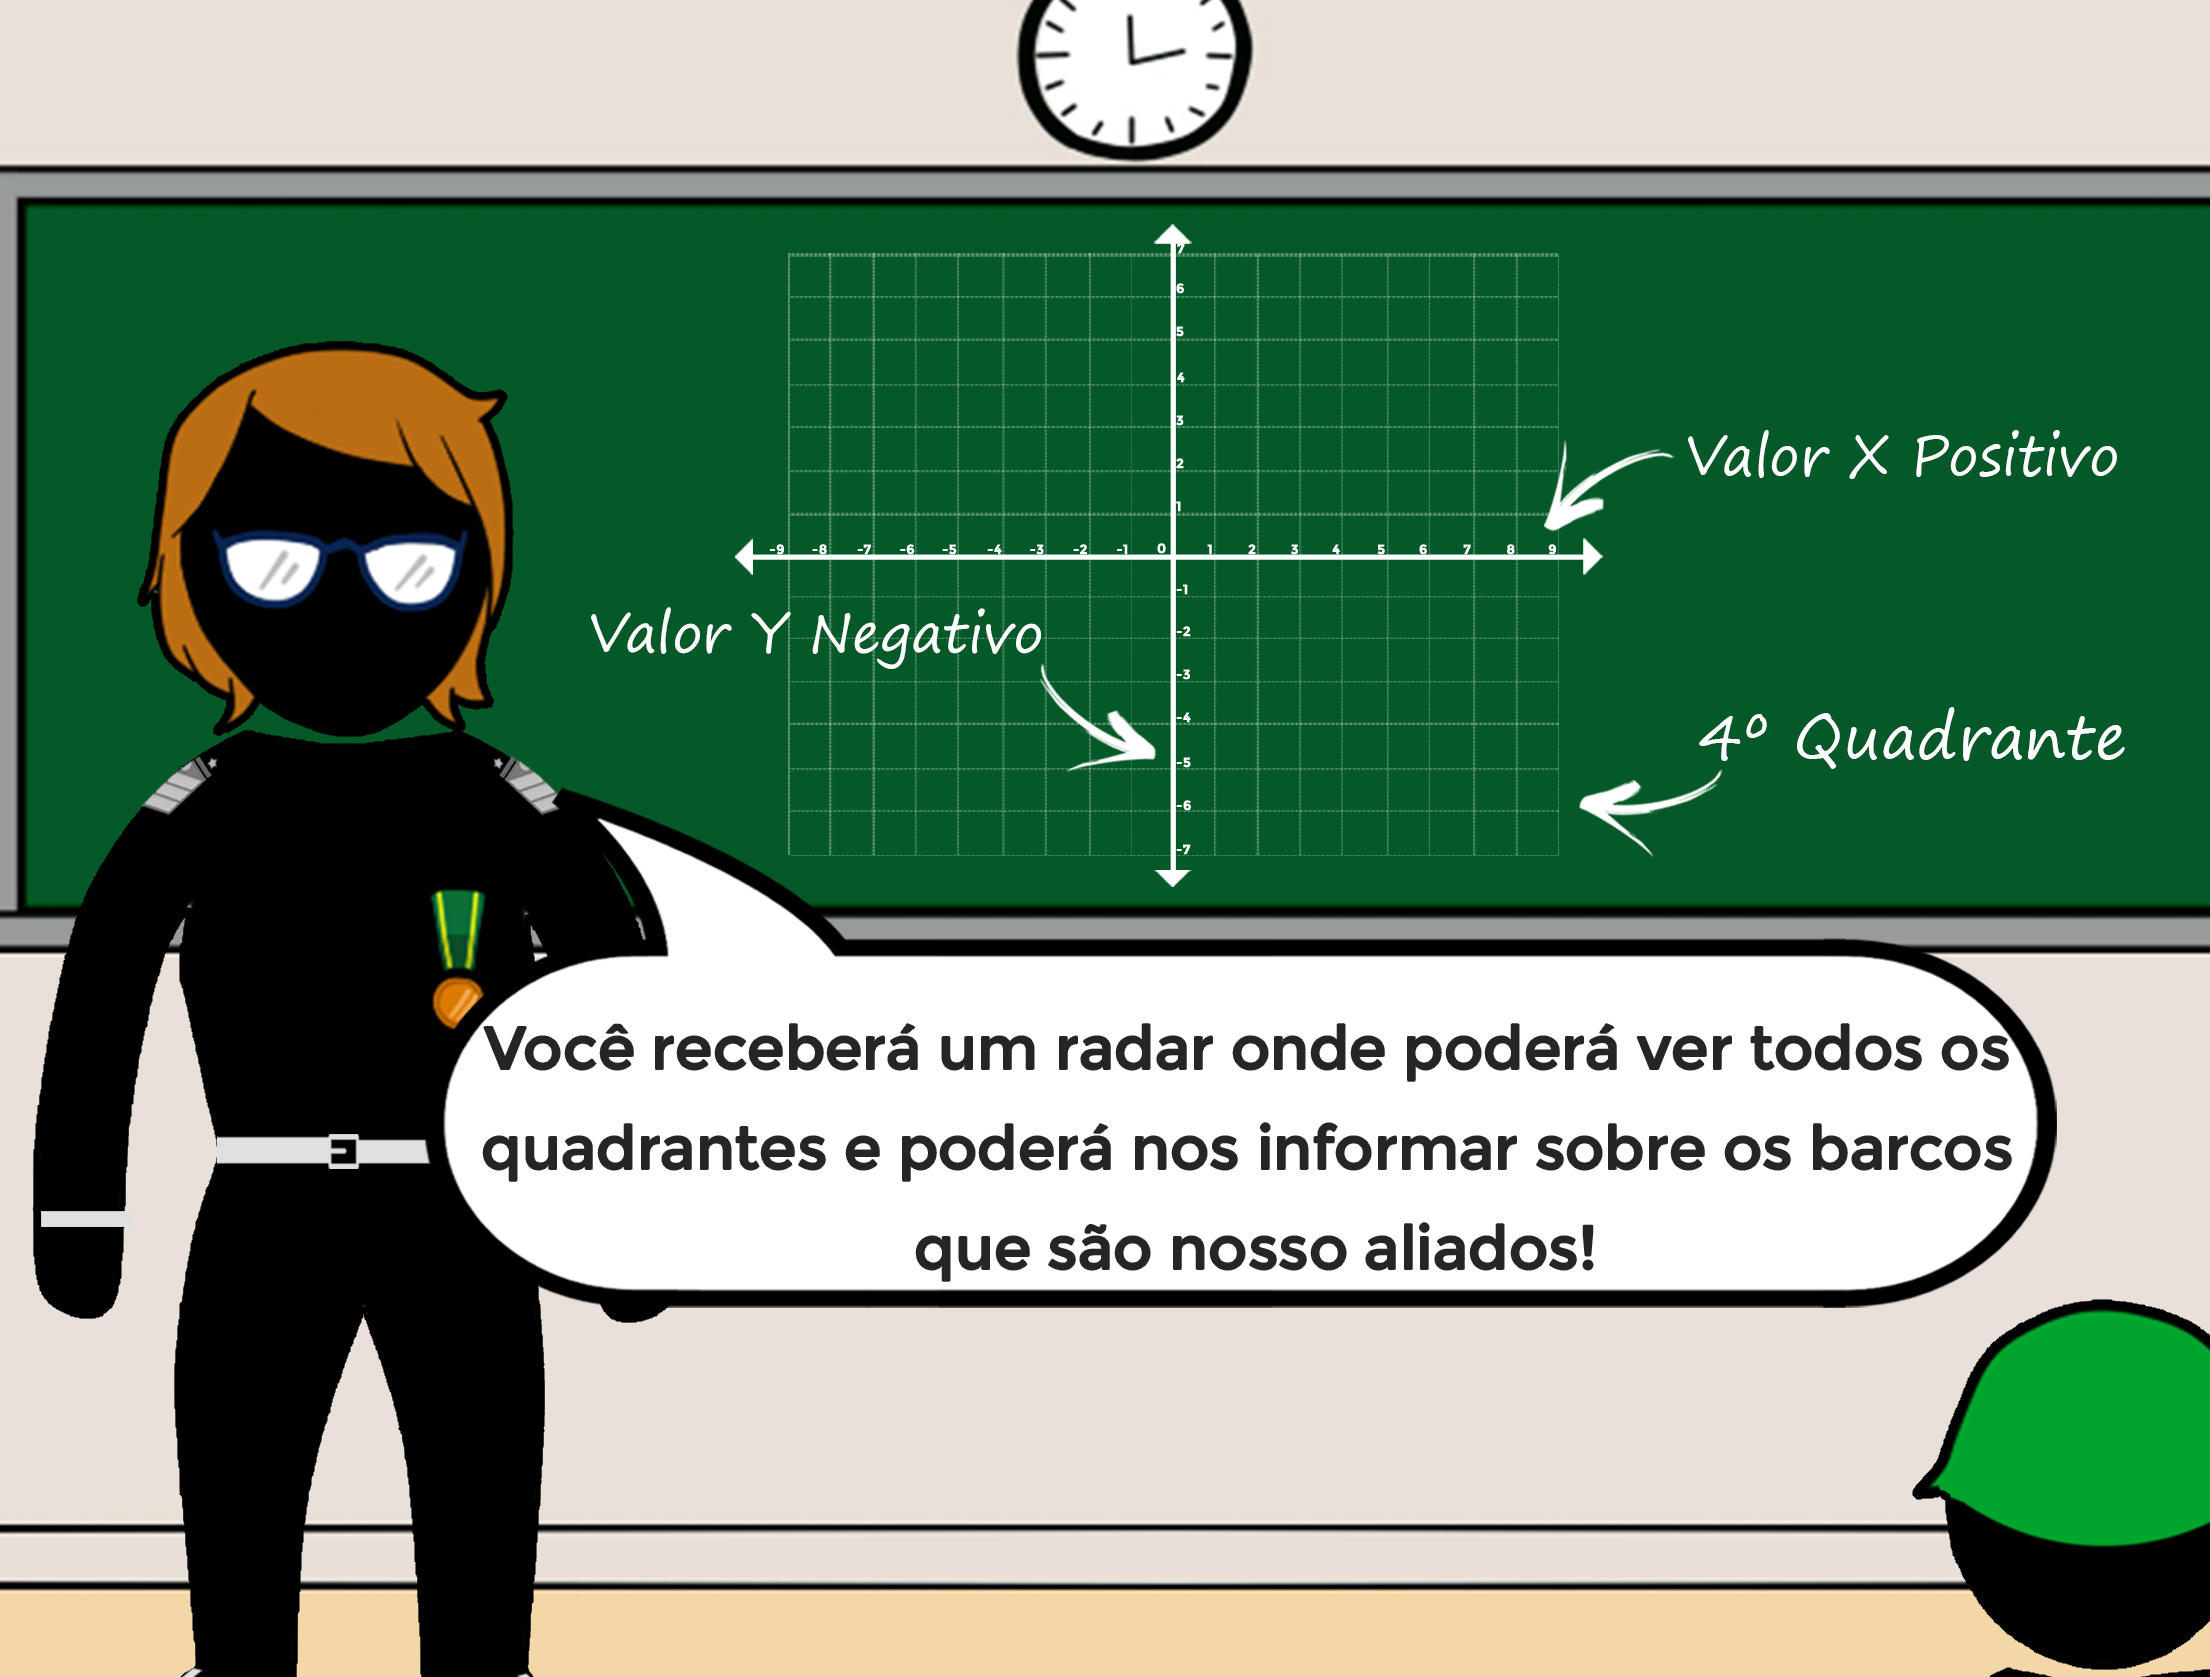 7
6
5
4
3
2
1
Valor X Positivo
-9 -8 -7 -6 -5 -4 -3 -2 -1 0 1 2 3 4 5 6 7 8 9
-1
Valor Y Negativo
-2
-3
-4
4º Quadrante
-5
-6
-7
Você receberá um radar onde poderá ver todos os
quadrantes e poderá nos informar sobre os barcos
que são nosso aliados!